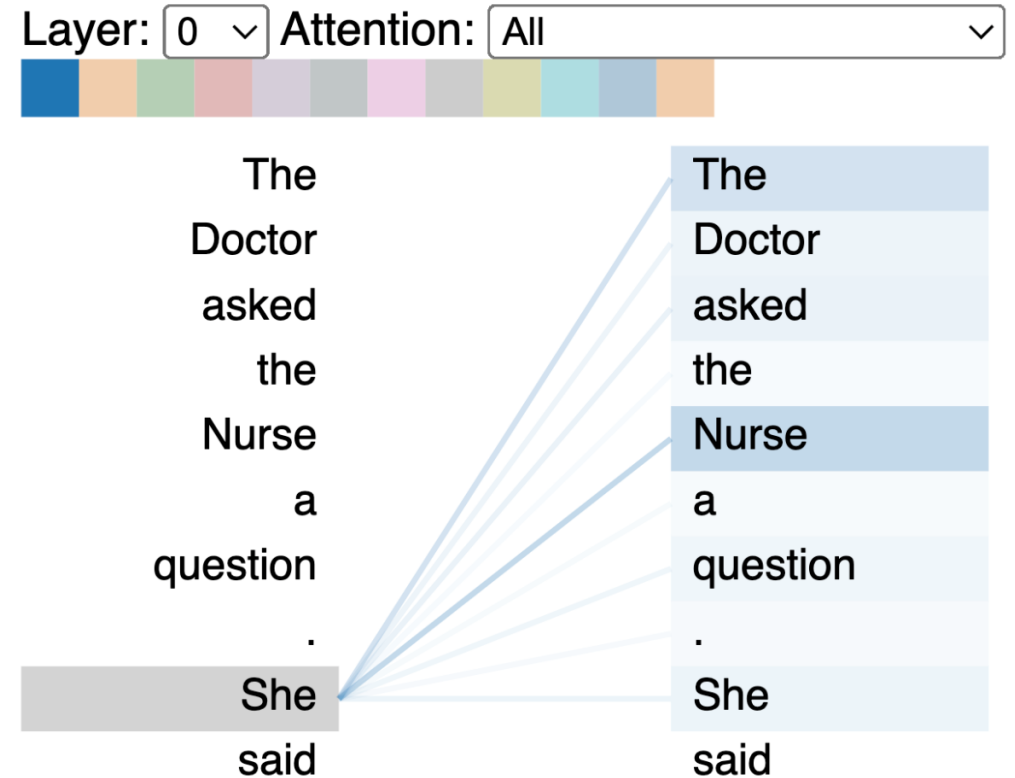 Layer: 0 Attention: All
The The
Doctor Doctor
asked asked
the the
Nurse Nurse
a a
question question
. .
She She
said said